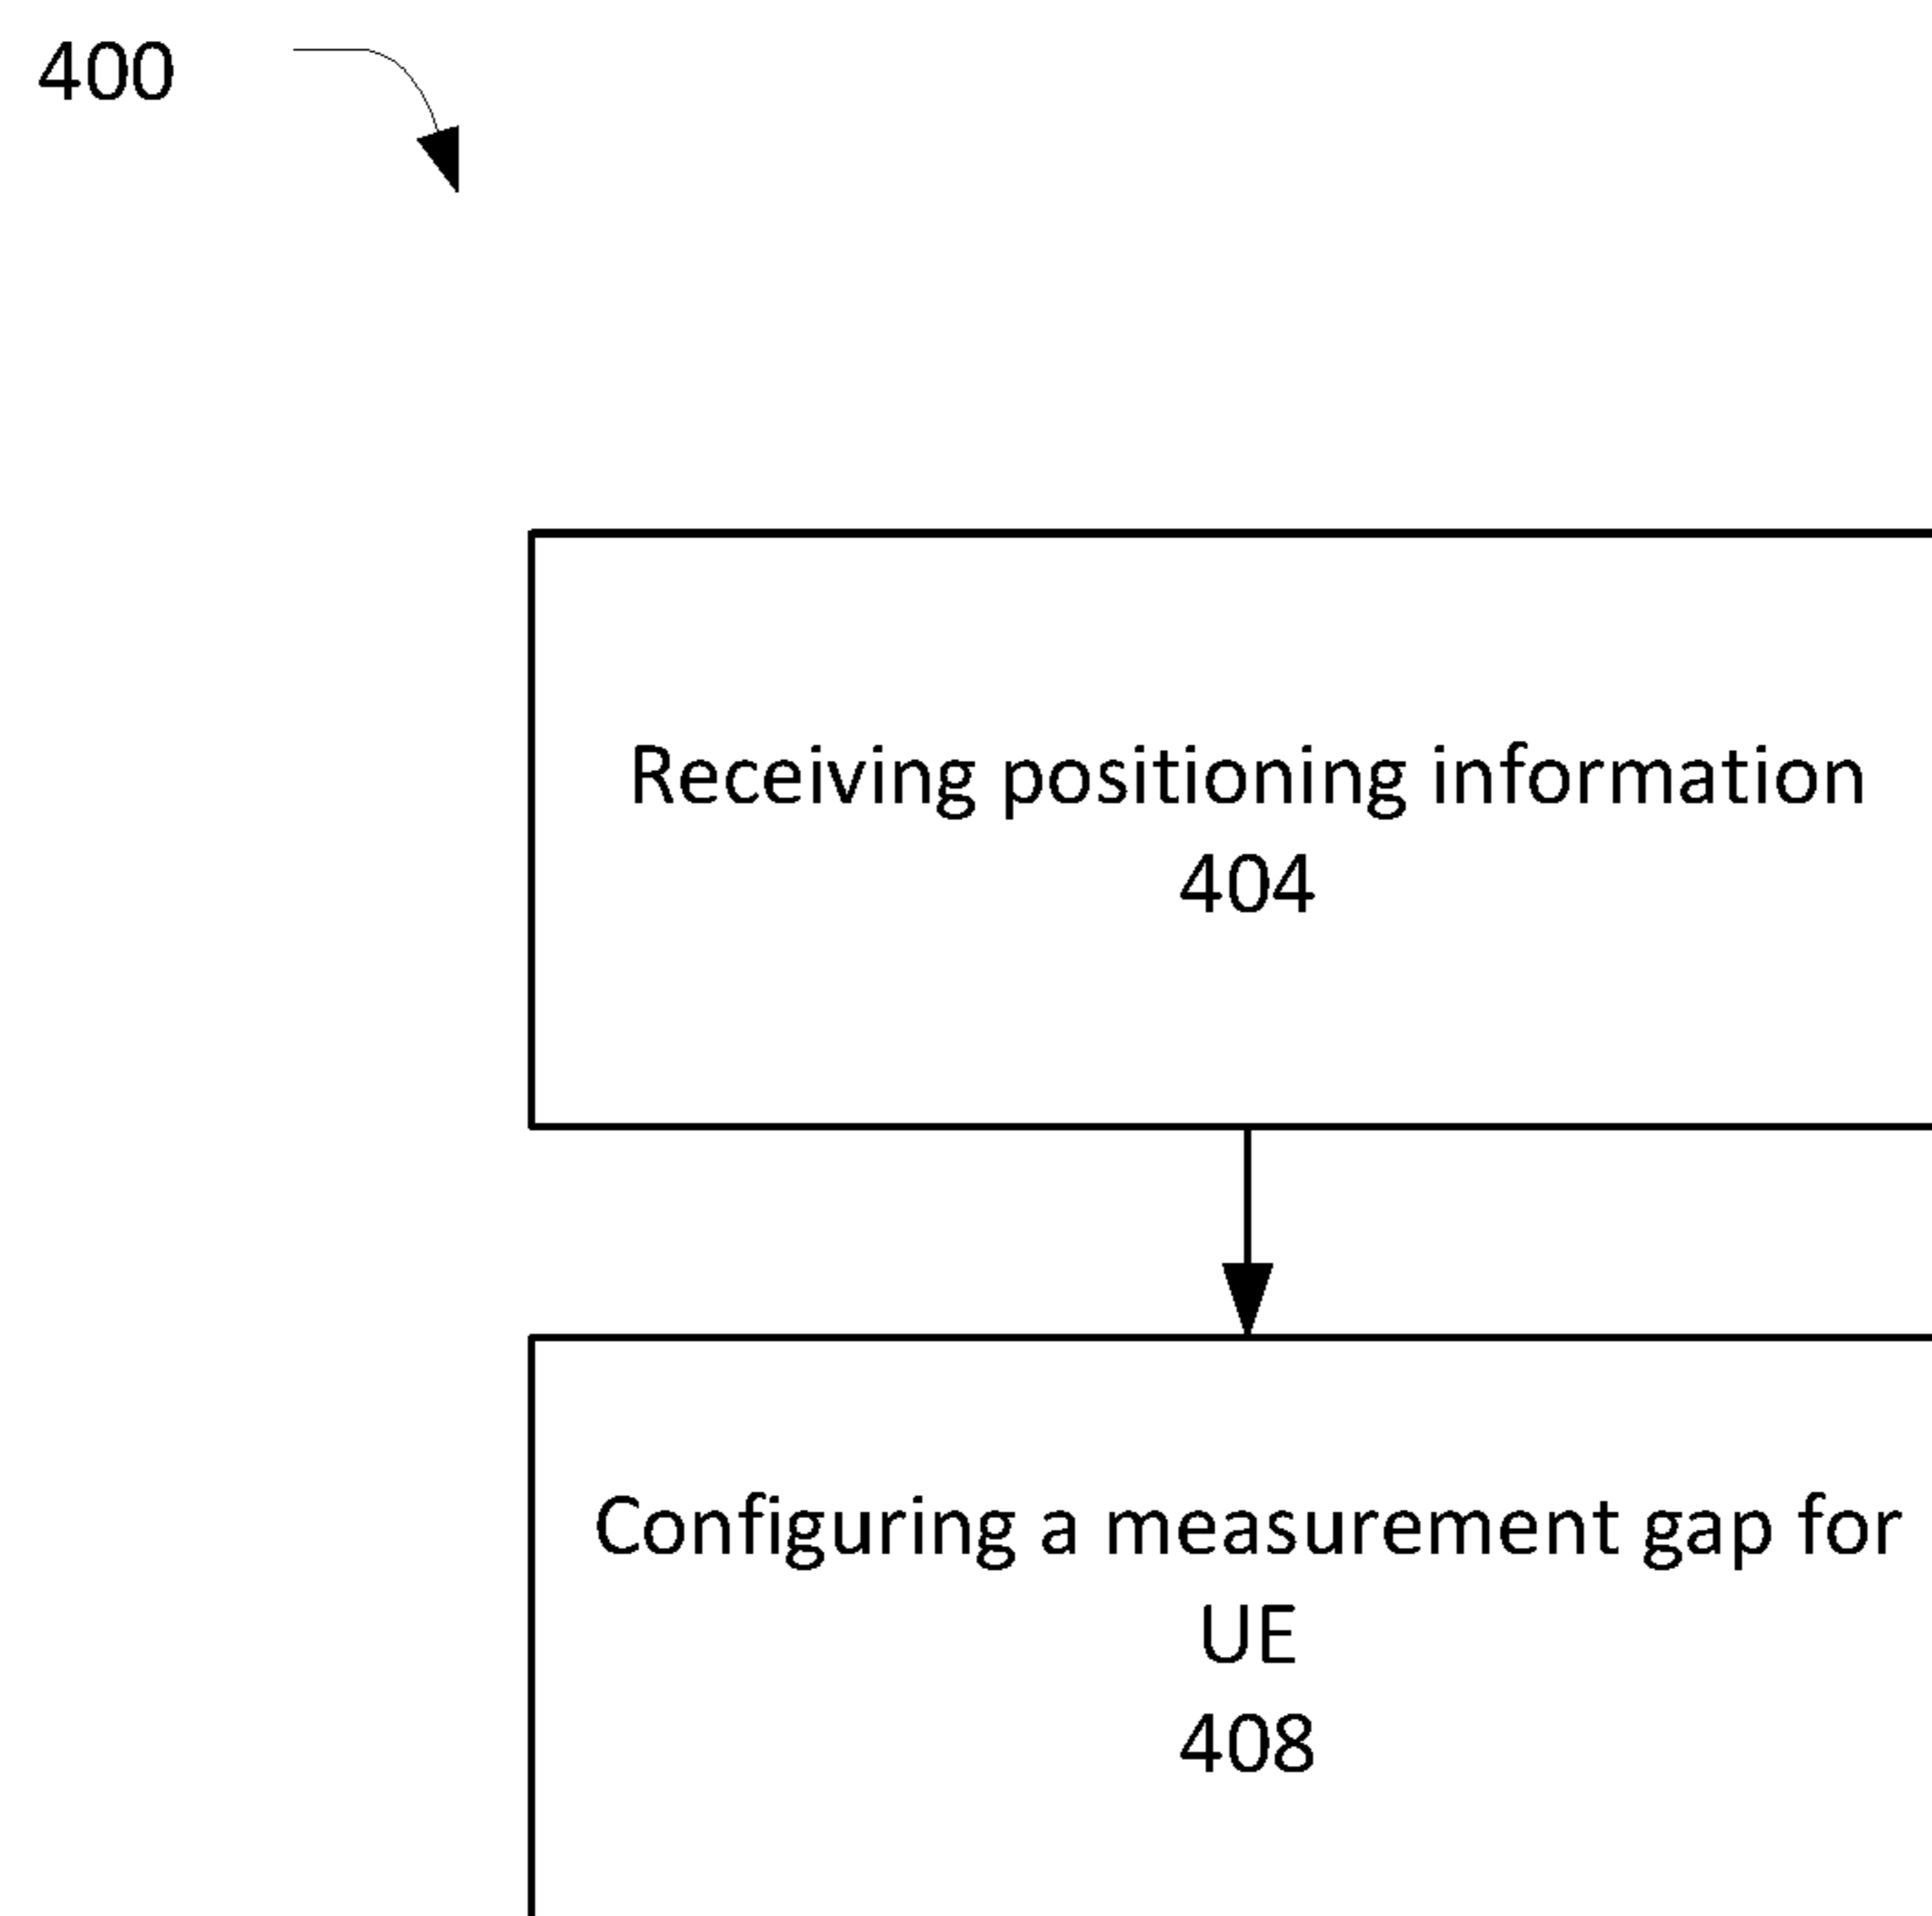 400
Receiving positioning information
404
Configuring a measurement gap for
UE
408